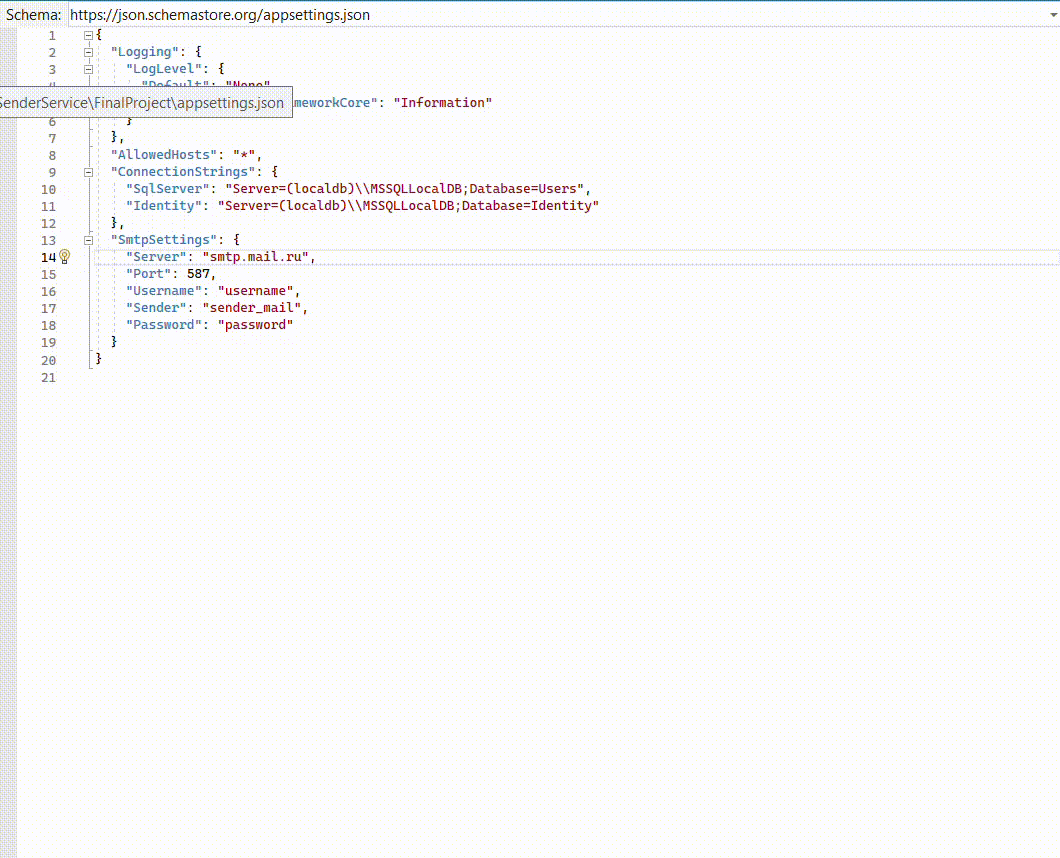 Schema: https://json.schemastore.org/appsettings.json
1 {
2 "Logging": {
3 "LogLevel": {
"Default": "None"
SenderService\FinalProject\appsettings.json meworkCore": "Information"
6 }
7 },
8 "AllowedHosts": "*",
9 "ConnectionStrings": {
10 "SqlServer": "Server=(localdb)\\MSSQLLocalDB;Database=Users",
11 "Identity": "Server=(localdb)\\MSSQLLocalDB;Database=Identity"
12 },
13 "SmtpSettings": {
14 "Server": "smtp.mail.ru",
15 "Port": 587,
16 "Username": "username",
17 "Sender": "sender_mail",
18 "Password": "password"
19 }
20 }
21